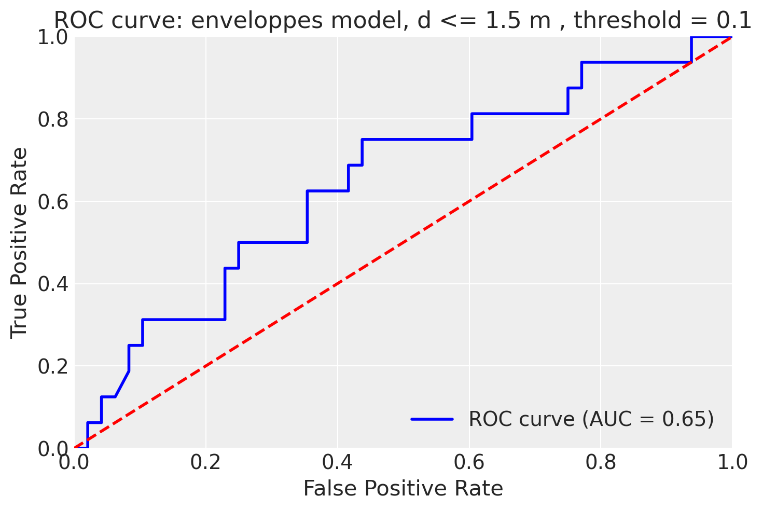 ROC curve: enveloppes model, d <= 1.5 m , threshold = 0.1
1.0
0.8
0.6
0.4
0.2
0.0
True Positive Rate
ROC curve (AUC = 0.65)
0.0 0.2 0.4 0.6 0.8 1.0
False Positive Rate